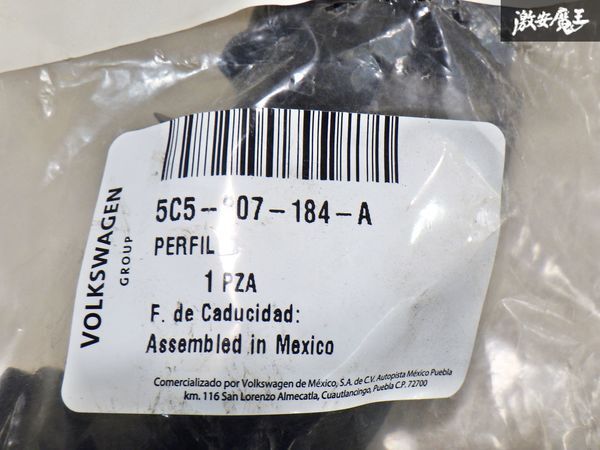 激安魔王
VOLKSWAGEN
GROUP
5C5-807-184-A
PERFIL
1 PZA
F. de Caducidad:
Assembled in Mexico
Comercializado por Volkswagen de México, S.A. de C.V. Autopista México Puebla
km. 116 San Lorenzo Almecatla, Cuautlancingo, Puebla C.P. 72700